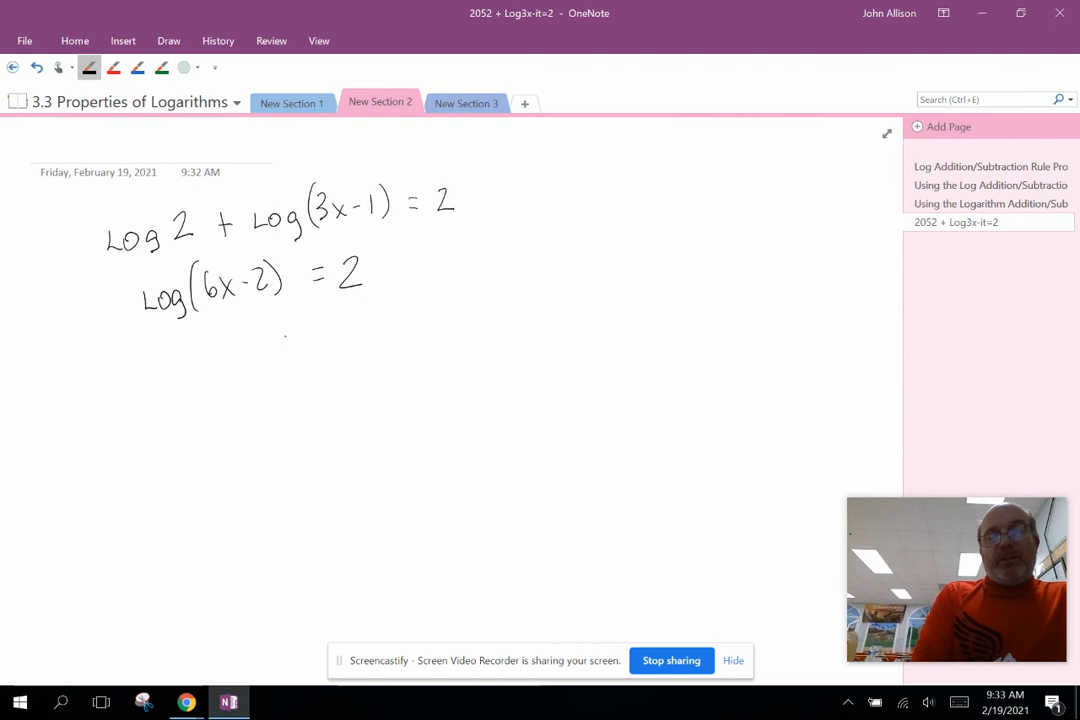 2052 + Log3x-it=2 - OneNote
John Allison
File Home Insert Draw History Review View
3.3 Properties of Logarithms
New Section 1 New Section 2 New Section 3 +
Search (Ctrl+E)
Add Page
Friday, February 19, 2021 9:32 AM
Log Addition/Subtraction Rule Pro
Using the Log Addition/Subtractio
Using the Logarithm Addition/Sub
2052 + Log3x-it=2
Log 2 + Log(3x-1) = 2
Log(6x-2) = 2
Screencastify - Screen Video Recorder is sharing your screen. Stop sharing Hide
9:33 AM
2/19/2021